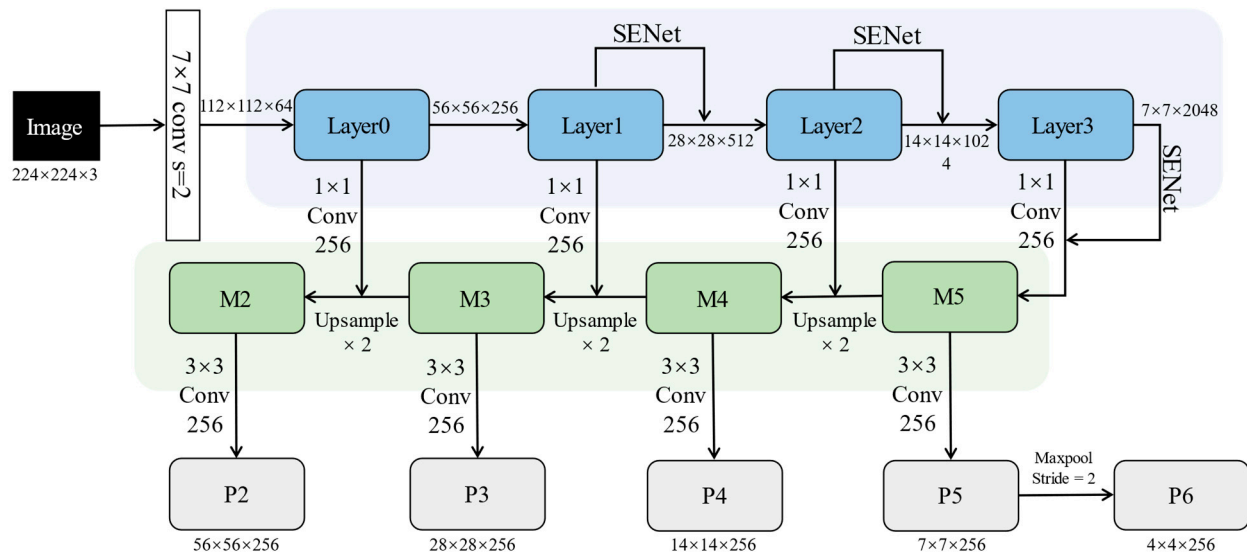 SENet
SENet
7×7 conv s=2
112×112×64
56×56×256
7×7×2048
Image
Layer0
Layer1
Layer2
Layer3
28×28×512
14×14×102
4
224×224×3
SENet
1×1
Conv
256
1×1
Conv
256
1×1
Conv
256
1×1
Conv
256
M2
M3
M4
M5
Upsample
× 2
Upsample
× 2
Upsample
× 2
3×3
Conv
256
3×3
Conv
256
3×3
Conv
256
3×3
Conv
256
Maxpool
Stride = 2
P2
P3
P4
P5
P6
56×56×256
28×28×256
14×14×256
7×7×256
4×4×256